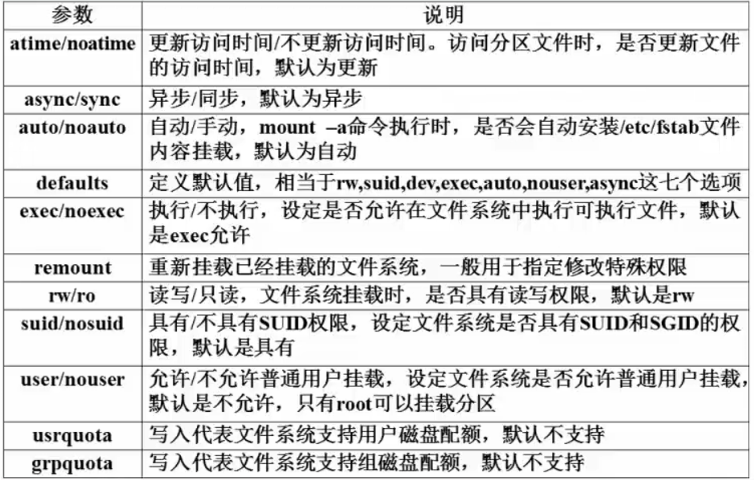 参数 说明
atime/noatime 更新访问时间/不更新访问时间。访问分区文件时，是否更新文件
的访问时间，默认为更新
async/sync 异步/同步，默认为异步
auto/noauto 自动/手动，mount –a命令执行时，是否会自动安装/etc/fstab文件
内容挂载，默认为自动
defaults 定义默认值，相当于rw,suid,dev,exec,auto,nouser,async这七个选项
exec/noexec 执行/不执行，设定是否允许在文件系统中执行可执行文件，默认
是exec允许
remount 重新挂载已经挂载的文件系统，一般用于指定修改特殊权限
rw/ro 读写/只读，文件系统挂载时，是否具有读写权限，默认是rw
suid/nosuid 具有/不具有SUID权限，设定文件系统是否具有SUID和SGID的权
限，默认是具有
user/nouser 允许/不允许普通用户挂载，设定文件系统是否允许普通用户挂载，
默认是不允许，只有root可以挂载分区
usrquota 写入代表文件系统支持用户磁盘配额，默认不支持
grpquota 写入代表文件系统支持组磁盘配额，默认不支持